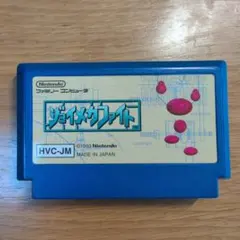 Nintendo
ファミリー コンピュータ
ジョイメカファイト
©1993 Nintendo
MADE IN JAPAN
HVC-JM